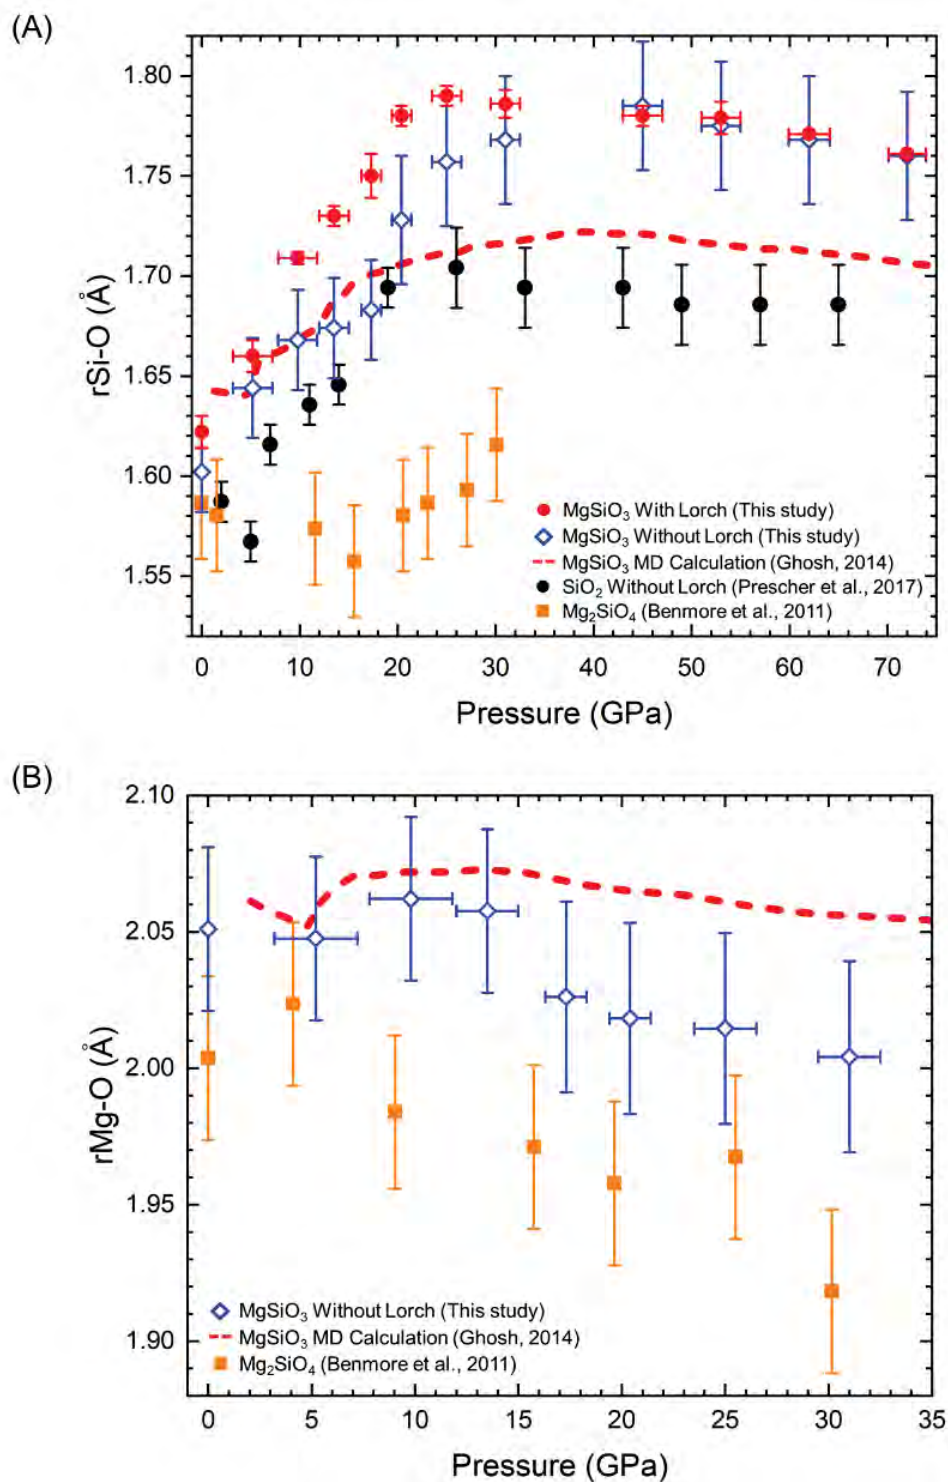 (A)
1.80
1.75
1.70
1.65
1.60
1.55
rSi-O (Å)
MgSiO₃ With Lorch (This study)
MgSiO₃ Without Lorch (This study)
MgSiO₃ MD Calculation (Ghosh, 2014)
SiO₂ Without Lorch (Prescher et al., 2017)
Mg₂SiO₄ (Benmore et al., 2011)
0 10 20 30 40 50 60 70
Pressure (GPa)
(B)
2.10
2.05
2.00
1.95
1.90
rMg-O (Å)
MgSiO₃ Without Lorch (This study)
MgSiO₃ MD Calculation (Ghosh, 2014)
Mg₂SiO₄ (Benmore et al., 2011)
0 5 10 15 20 25 30 35
Pressure (GPa)